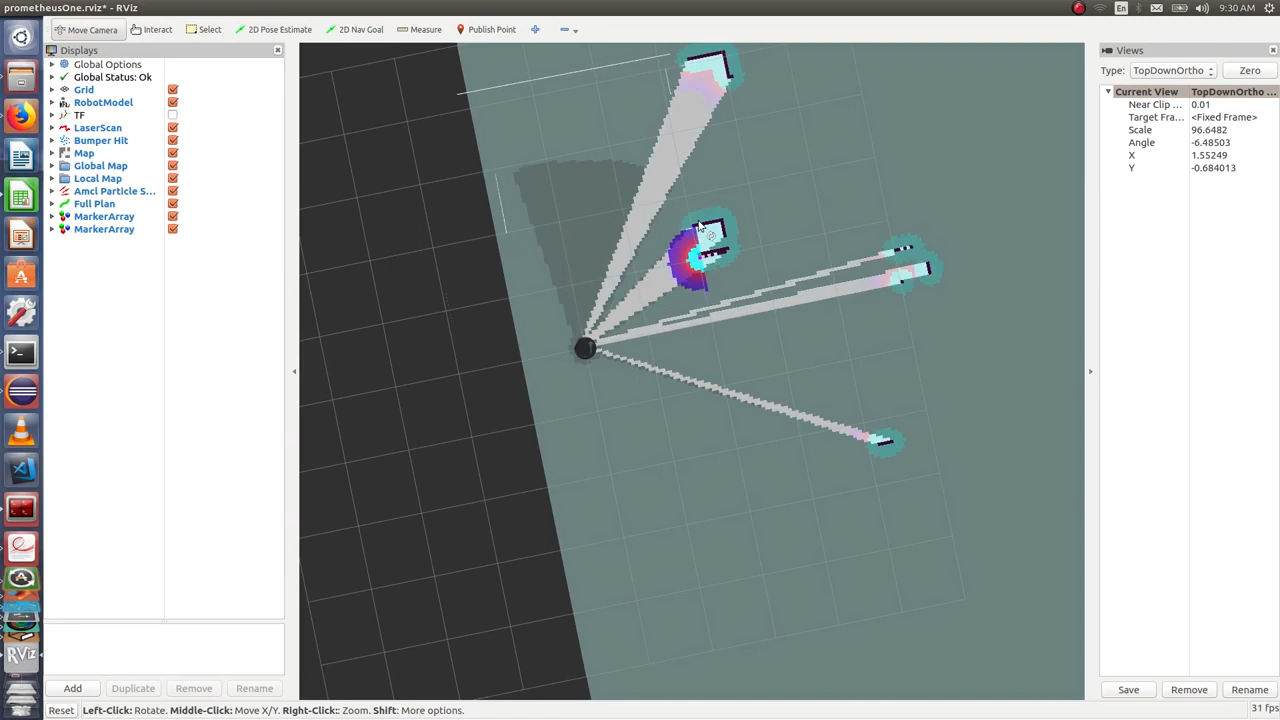 prometheusOne.rviz* - RViz
En
9:30 AM
Move Camera
Interact
Select
2D Pose Estimate
2D Nav Goal
Measure
Publish Point
Displays
Global Options
Global Status: Ok
Grid
RobotModel
TF
LaserScan
Bumper Hit
Map
Global Map
Local Map
Amcl Particle S...
Full Plan
MarkerArray
MarkerArray
Views
Type: TopDownOrtho
Zero
Current View TopDownOrtho ...
Near Clip ... 0.01
Target Fra... <Fixed Frame>
Scale 96.6482
Angle -6.48503
X 1.55249
Y -0.684013
RViz
Add
Duplicate
Remove
Rename
Save
Remove
Rename
Reset
Left-Click: Rotate. Middle-Click: Move X/Y. Right-Click:: Zoom. Shift: More options.
31 fps